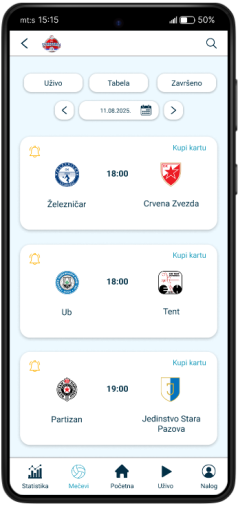 mt:s 15:15
50%
Uživo
Tabela
Završeno
11.08.2025.
Kupi kartu
18:00
Železničar
Crvena Zvezda
Kupi kartu
18:00
Ub
Tent
Kupi kartu
19:00
Partizan
Jedinstvo Stara
Pazova
Statistika
Mečevi
Početna
Uživo
Nalog